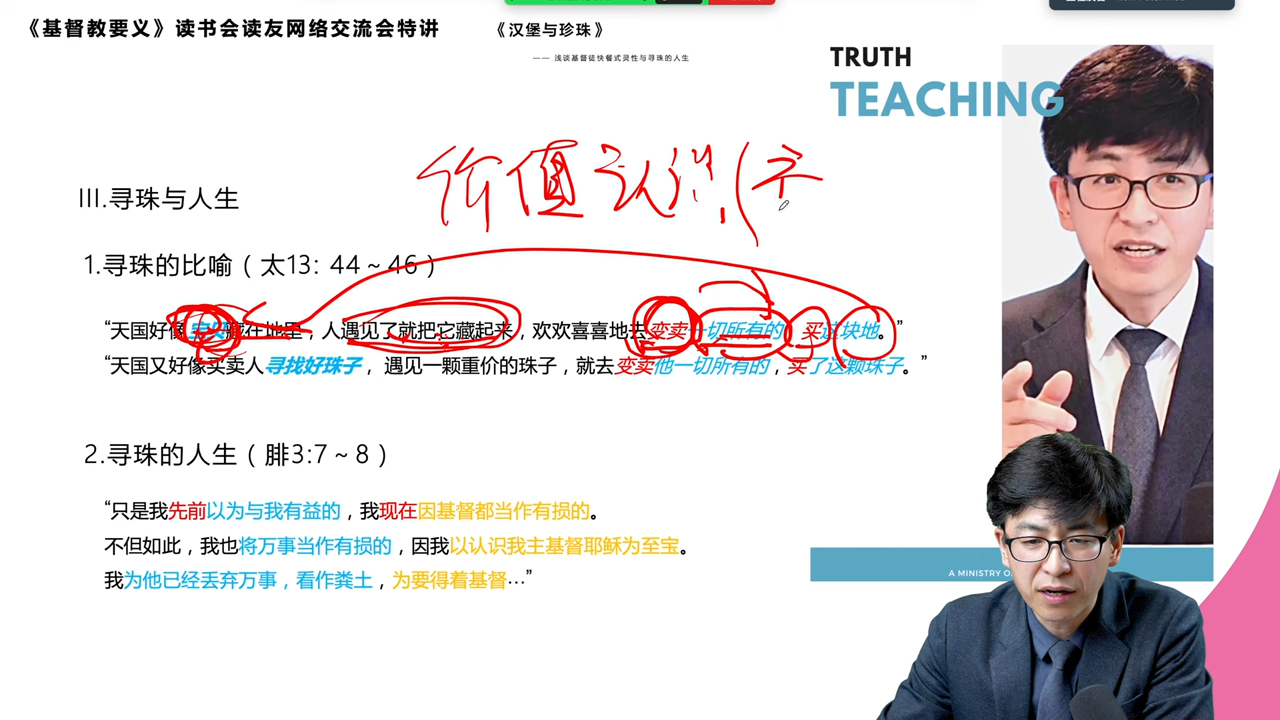 《基督教要义》读书会读友网络交流会特讲
《汉堡与珍珠》
—— 浅谈基督徒快餐式灵性与寻珠的人生
TRUTH
TEACHING
价值认识(
III.寻珠与人生
1.寻珠的比喻（太13: 44～46）
“天国好像宝贝藏在地里，人遇见了就把它藏起来，欢欢喜喜地去变卖一切所有的，买这块地。”
“天国又好像买卖人寻找好珠子， 遇见一颗重价的珠子，就去变卖他一切所有的，买了这颗珠子。”
2.寻珠的人生（腓3:7～8）
“只是我先前以为与我有益的，我现在因基督都当作有损的。
不但如此，我也将万事当作有损的，因我以认识我主基督耶稣为至宝。
我为他已经丢弃万事，看作粪土，为要得着基督…”
A MINISTRY